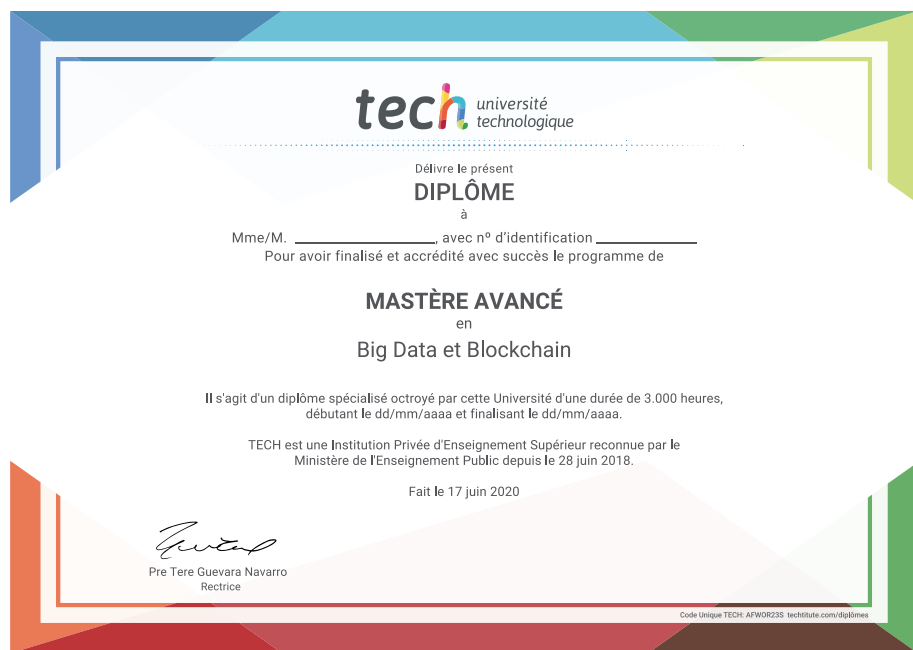 tech université
technologique
Délivre le présent
DIPLÔME
à
Mme/M. ____________________, avec nº d'identification ______________
Pour avoir finalisé et accrédité avec succès le programme de
MASTÈRE AVANCÉ
en
Big Data et Blockchain
Il s'agit d'un diplôme spécialisé octroyé par cette Université d'une durée de 3.000 heures,
débutant le dd/mm/aaaa et finalisant le dd/mm/aaaa.
TECH est une Institution Privée d'Enseignement Supérieur reconnue par le
Ministère de l'Enseignement Public depuis le 28 juin 2018.
Fait le 17 juin 2020
Pre Tere Guevara Navarro
Rectrice
Code Unique TECH: AFWOR23S techtitute.com/diplômes